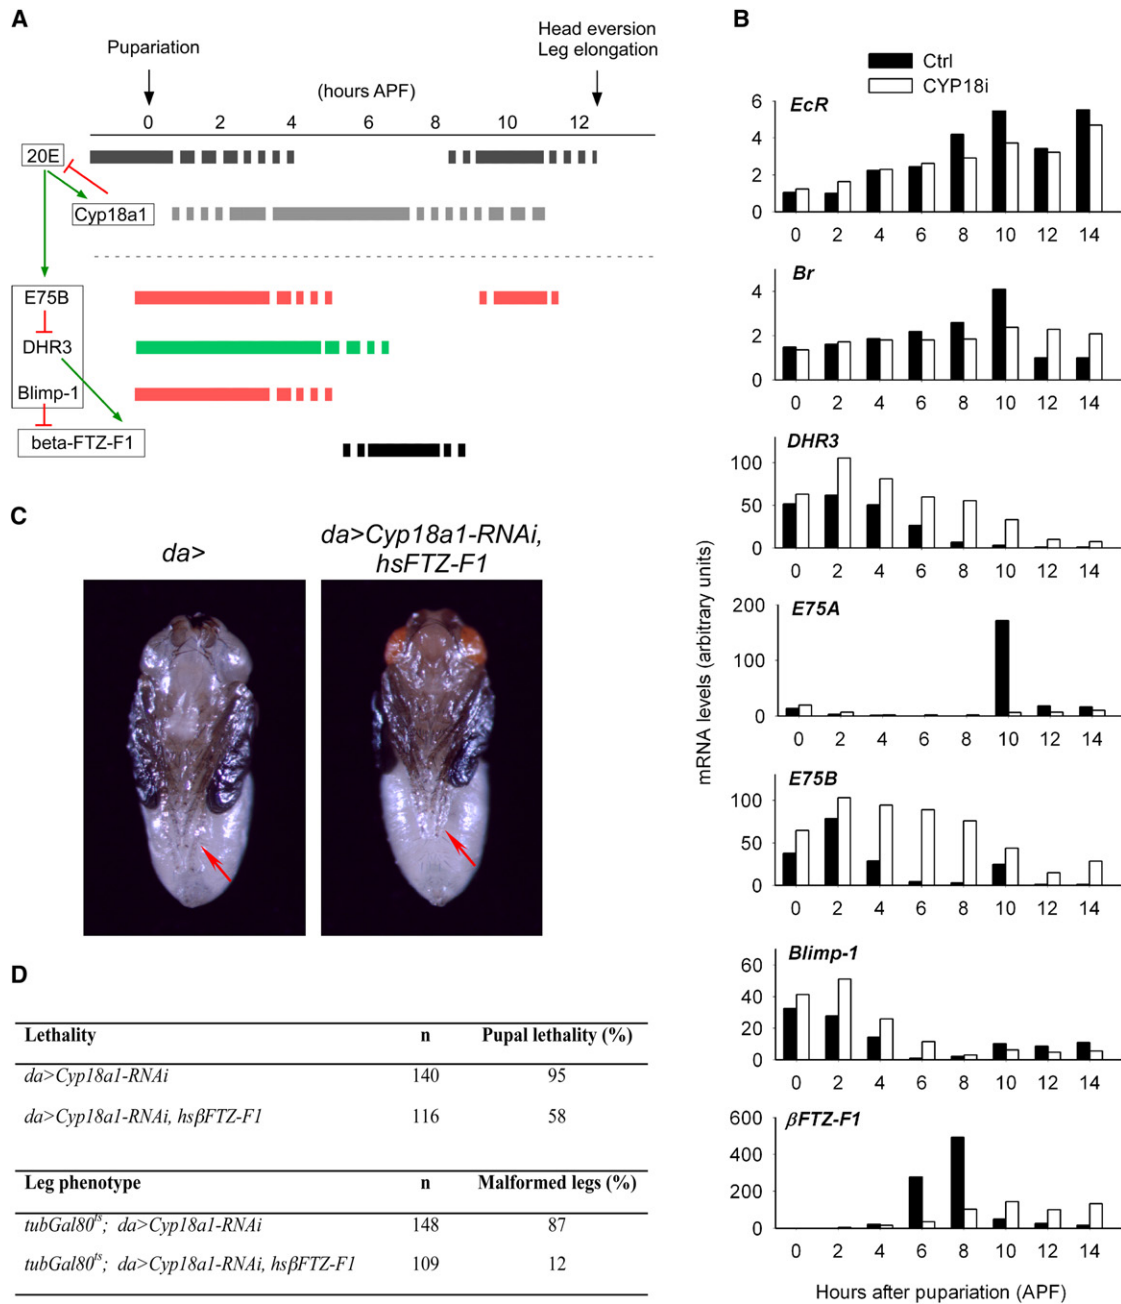 A
Pupariation
Head eversion
Leg elongation
(hours APF)
0 2 4 6 8 10 12
20E
Cyp18a1
E75B
DHR3
Blimp-1
beta-FTZ-F1
B
Ctrl
CYP18i
mRNA levels (arbitrary units)
EcR
6
4
2
0
0 2 4 6 8 10 12 14
Br
4
2
0
0 2 4 6 8 10 12 14
DHR3
100
50
0
0 2 4 6 8 10 12 14
E75A
200
100
0
0 2 4 6 8 10 12 14
E75B
100
50
0
0 2 4 6 8 10 12 14
Blimp-1
60
40
20
0
0 2 4 6 8 10 12 14
βFTZ-F1
600
400
200
0
0 2 4 6 8 10 12 14
Hours after pupariation (APF)
C
da>
da>Cyp18a1-RNAi,
hsFTZ-F1
D
Lethality n Pupal lethality (%)
da>Cyp18a1-RNAi 140 95
da>Cyp18a1-RNAi, hsβFTZ-F1 116 58
Leg phenotype n Malformed legs (%)
tubGal80ts; da>Cyp18a1-RNAi 148 87
tubGal80ts; da>Cyp18a1-RNAi, hsβFTZ-F1 109 12